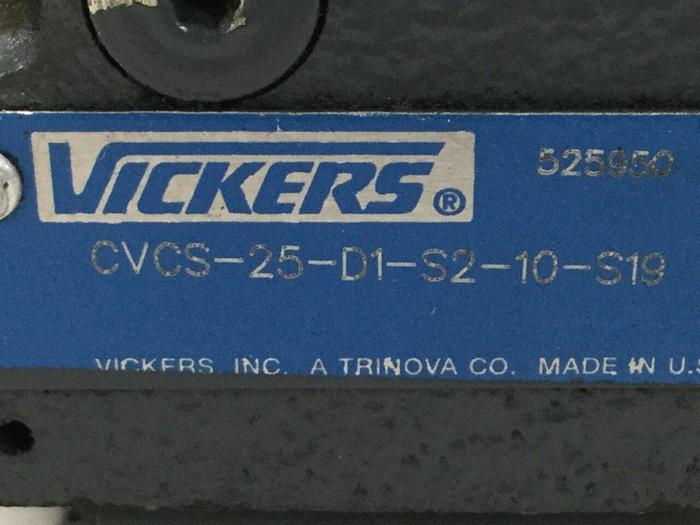 VICKERS®
525950
CVCS-25-D1-S2-10-S19
VICKERS, INC. A TRINOVA CO. MADE IN U.S